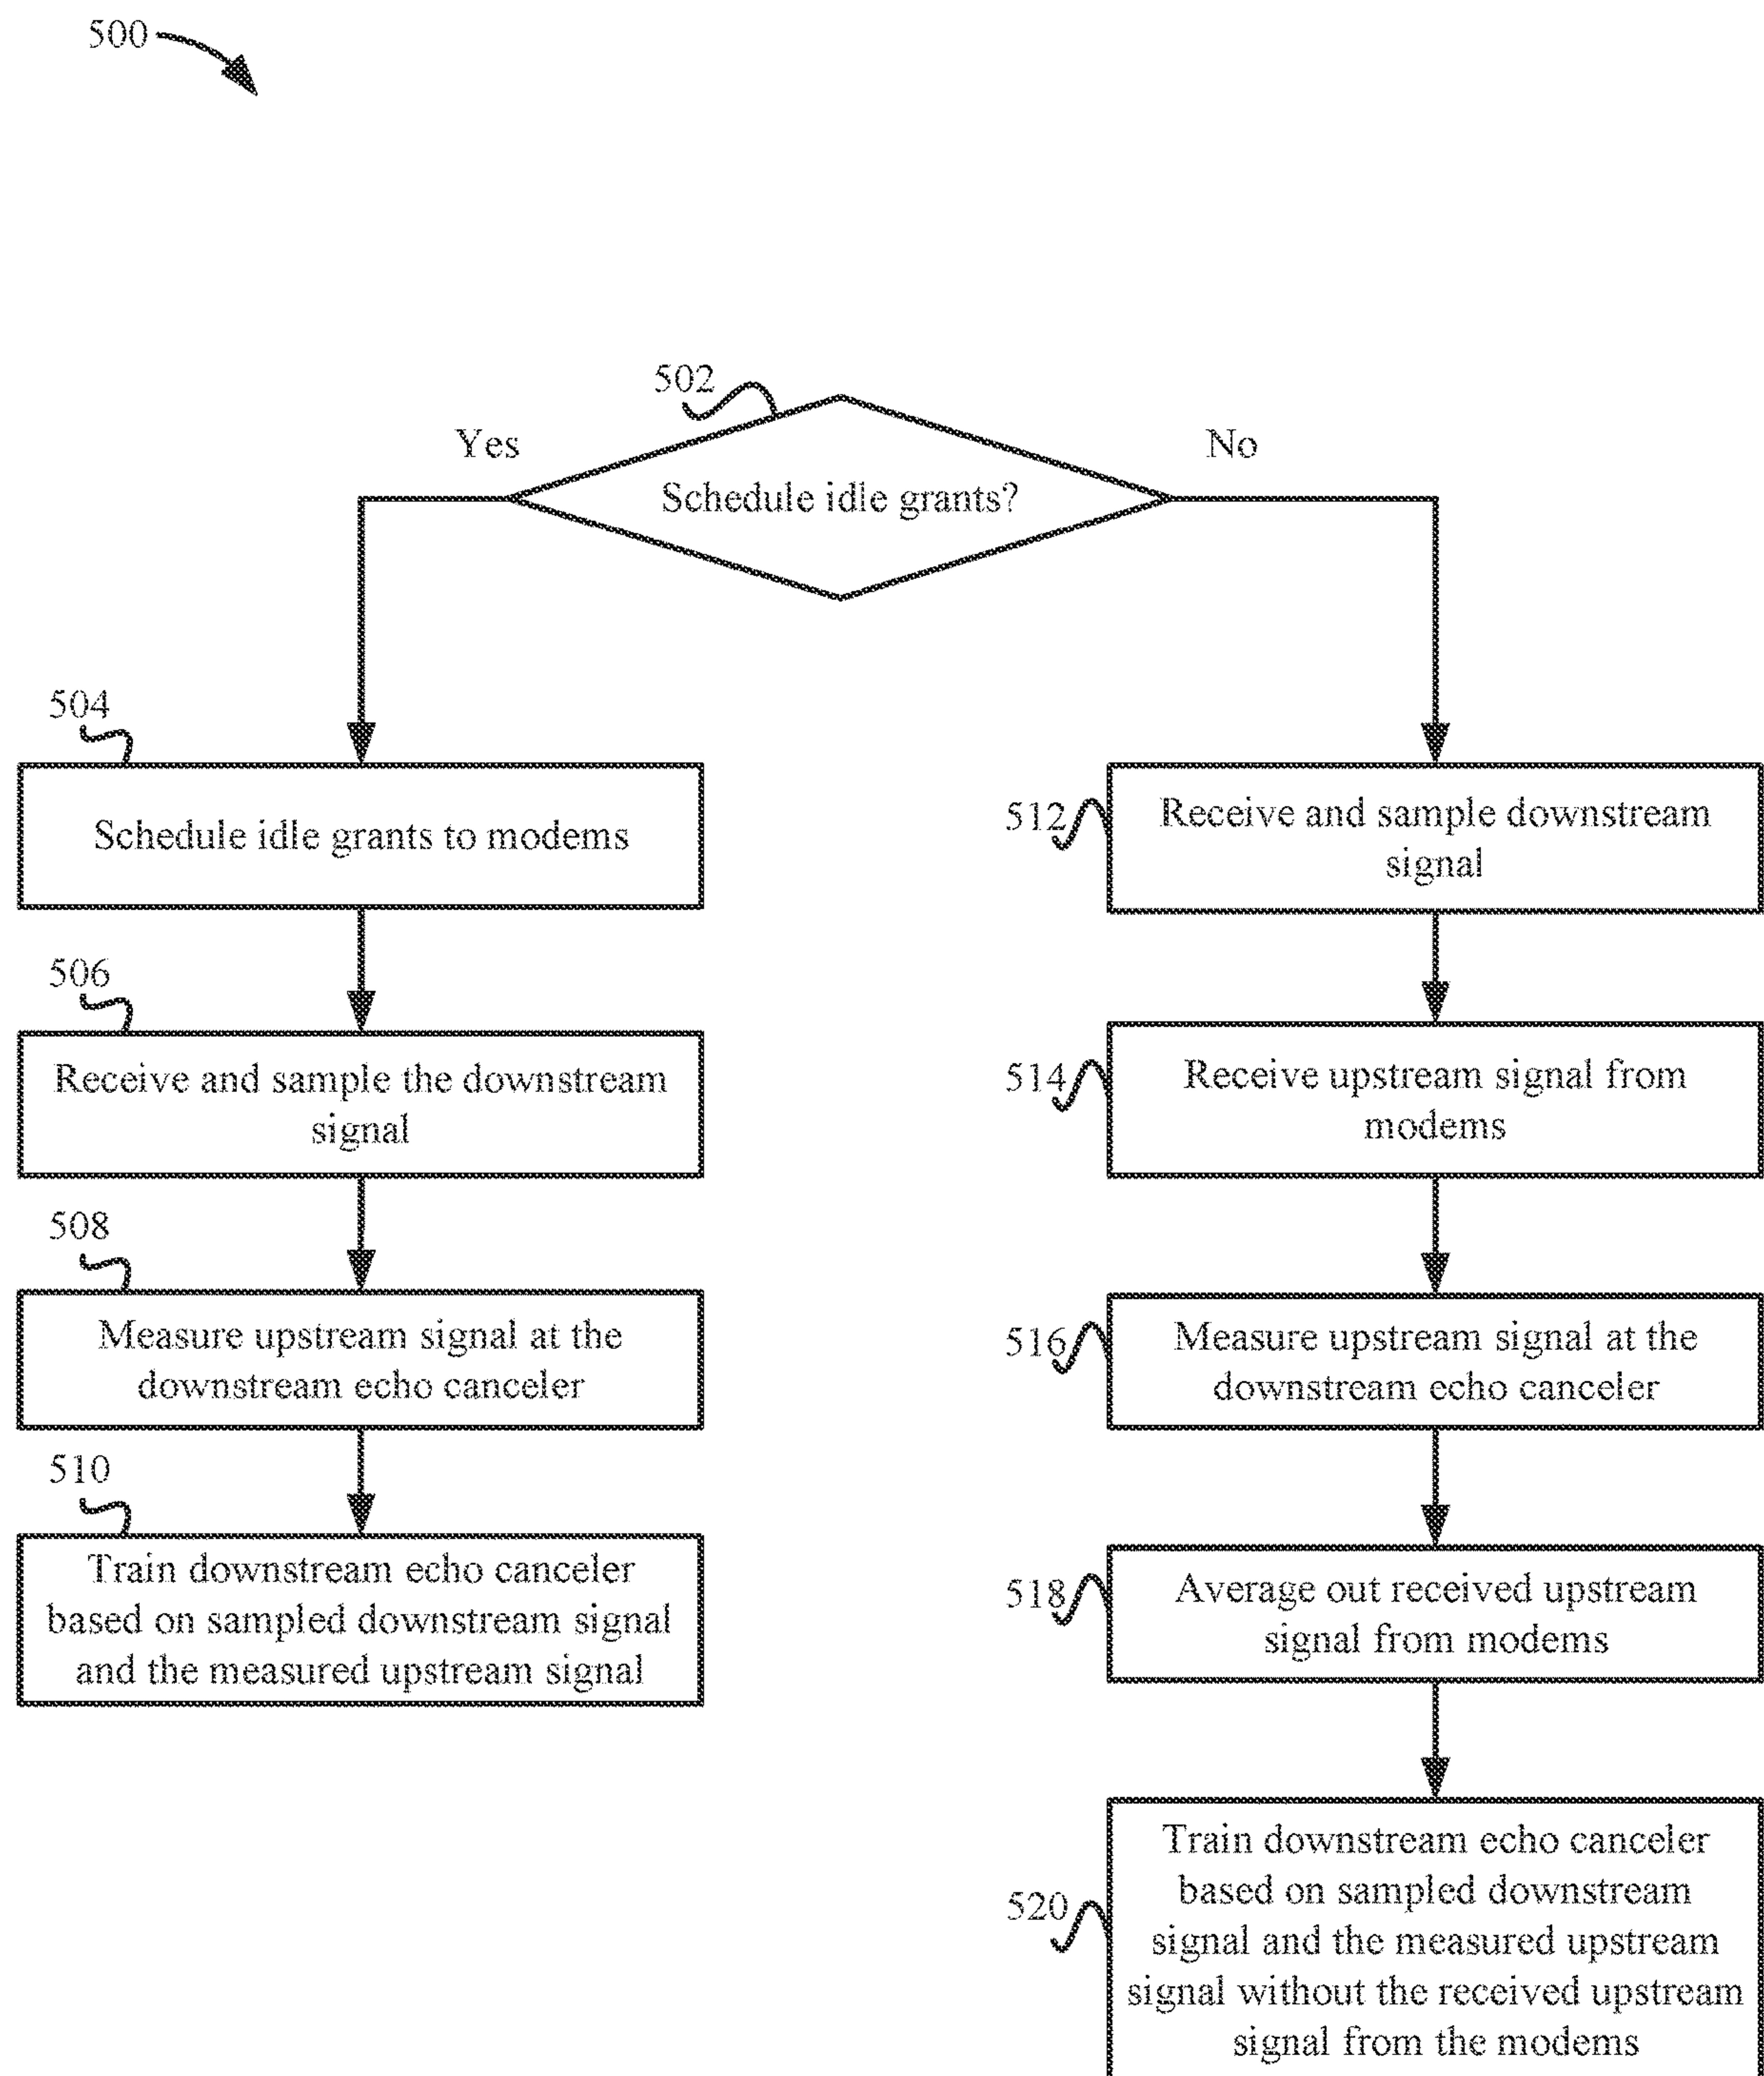 500
502
Yes
No
Schedule idle grants?
504
Schedule idle grants to modems
506
Receive and sample the downstream
signal
508
Measure upstream signal at the
downstream echo canceler
510
Train downstream echo canceler
based on sampled downstream signal
and the measured upstream signal
512
Receive and sample downstream
signal
514
Receive upstream signal from
modems
516
Measure upstream signal at the
downstream echo canceler
518
Average out received upstream
signal from modems
520
Train downstream echo canceler
based on sampled downstream
signal and the measured upstream
signal without the received upstream
signal from the modems